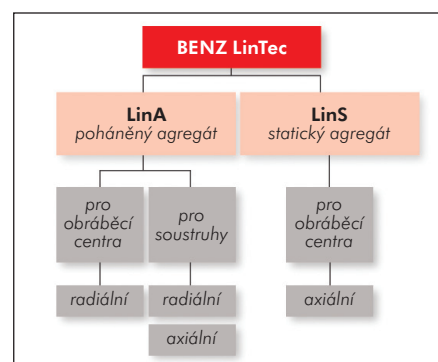 BENZ LinTec
LinA
poháněný agregát
LinS
statický agregát
pro
obráběcí
centra
pro
soustruhy
pro
obráběcí
centra
radiální
radiální
axiální
axiální